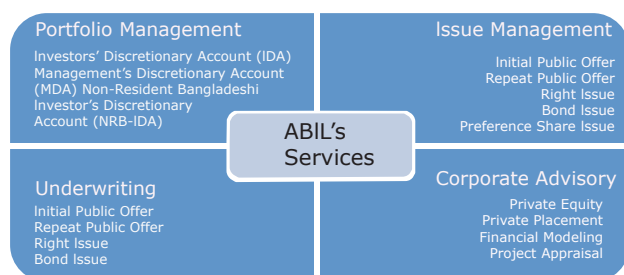 Portfolio Management
Investors' Discretionary Account (IDA)
Management's Discretionary Account
(MDA) Non-Resident Bangladeshi
Investor's Discretionary
Account (NRB-IDA)
Issue Management
Initial Public Offer
Repeat Public Offer
Right Issue
Bond Issue
Preference Share Issue
ABIL's
Services
Underwriting
Initial Public Offer
Repeat Public Offer
Right Issue
Bond Issue
Corporate Advisory
Private Equity
Private Placement
Financial Modeling
Project Appraisal